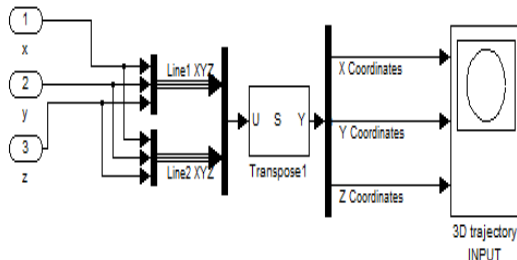 1
x
2
y
3
z
Line1 XYZ
Line2 XYZ
U S Y
Transpose1
X Coordinates
Y Coordinates
Z Coordinates
3D trajectory
INPUT